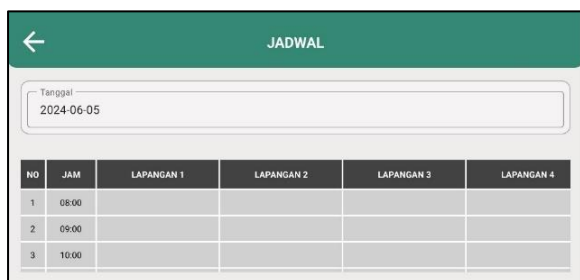 JADWAL
Tanggal
2024-06-05
NO JAM LAPANGAN 1 LAPANGAN 2 LAPANGAN 3 LAPANGAN 4
1 08:00
2 09:00
3 10:00